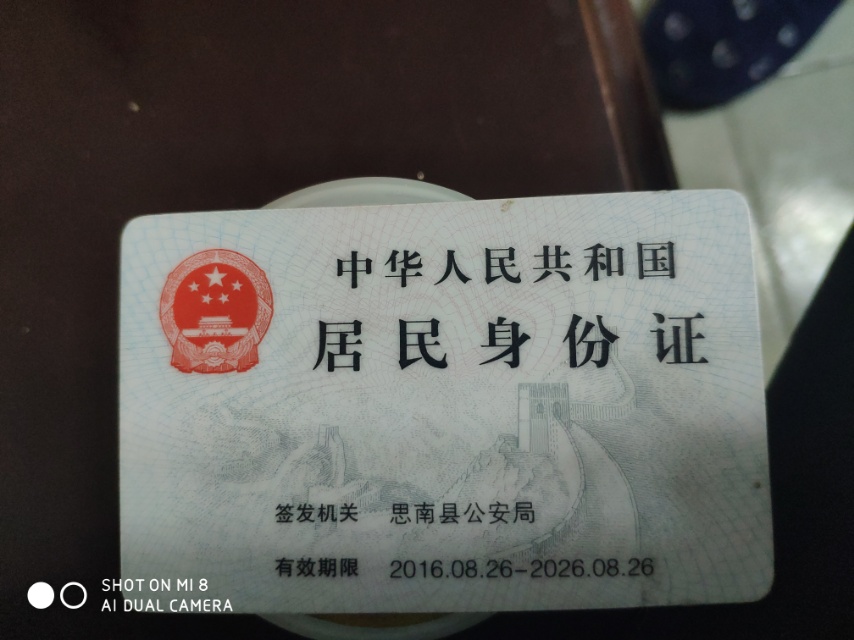 中华人民共和国
居民身份证
签发机关 思南县公安局
有效期限 2016.08.26-2026.08.26
SHOT ON MI 8
AI DUAL CAMERA